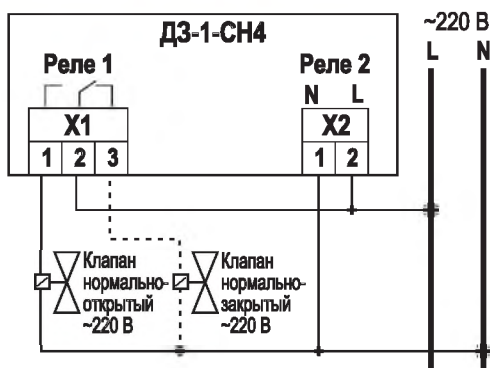 ДЗ-1-СН4
~220 В
L N
Реле 1
Реле 2
N L
X1
X2
1 2 3
1 2
Клапан
нормально-
открытый
~220 В
Клапан
нормально-
закрытый
~220 В